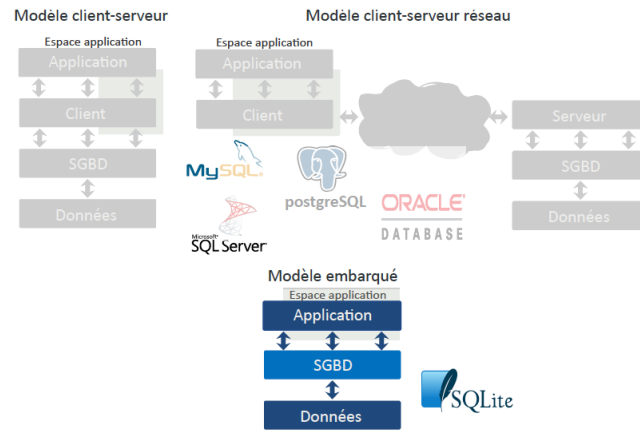 Modèle client-serveur
Modèle client-serveur réseau
Espace application
Application
Client
SGBD
Données
Espace application
Application
Client
Serveur
SGBD
Données
MySQL®
postgreSQL
ORACLE®
DATABASE
Microsoft®
SQL Server®
Modèle embarqué
Espace application
Application
SGBD
Données
SQLite